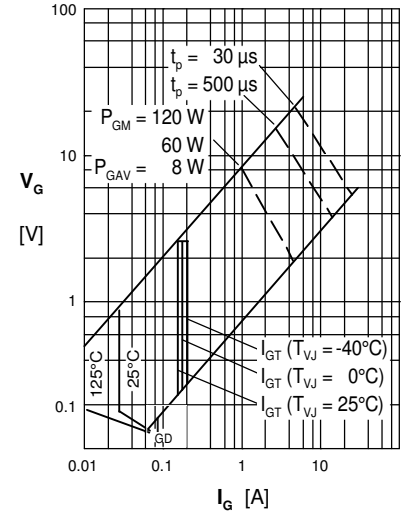 100
t_p = 30 µs
t_p = 500 µs
P_GM = 120 W
60 W
P_GAV = 8 W
10
V_G
[V]
1
I_GT (T_VJ = -40°C)
I_GT (T_VJ = 0°C)
I_GT (T_VJ = 25°C)
125°C
25°C
0.1
GD
0.01 0.1 1 10
I_G [A]